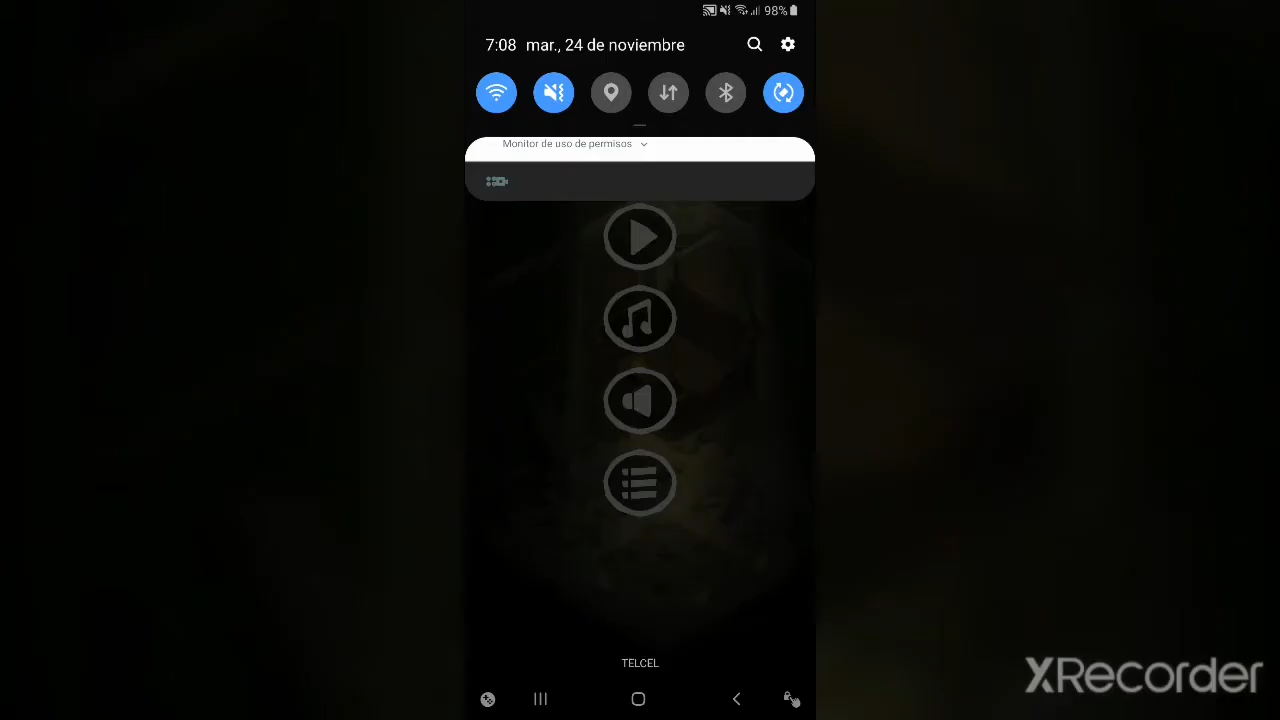 98%
7:08 mar., 24 de noviembre
Monitor de uso de permisos
TELCEL
XRecorder